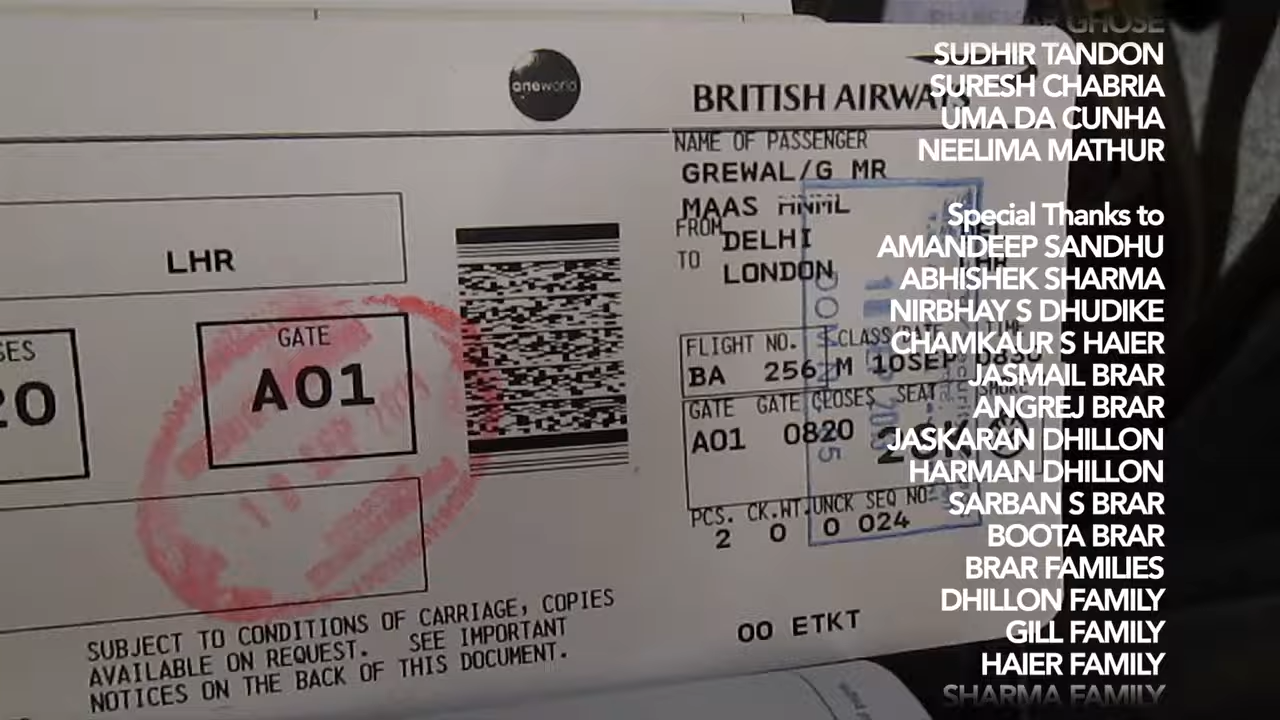 oneworld
BRITISH AIRWAYS
NAME OF PASSENGER
GREWAL/G MR
MAAS HNML
FROM DELHI
TO LONDON
LHR
GATE
A01
20
FLIGHT NO. CLASS DATE TIME
BA 256 M 10SEP 0830
GATE GATE CLOSES SEAT
A01 0820
PCS. CK.WT. UNCK SEQ NO
2 0 0 024
00 ETKT
SUBJECT TO CONDITIONS OF CARRIAGE, COPIES
AVAILABLE ON REQUEST. SEE IMPORTANT
NOTICES ON THE BACK OF THIS DOCUMENT.
GHOSE
SUDHIR TANDON
SURESH CHABRIA
UMA DA CUNHA
NEELIMA MATHUR
Special Thanks to
AMANDEEP SANDHU
ABHISHEK SHARMA
NIRBHAY S DHUDIKE
CHAMKAUR S HAIER
JASMAIL BRAR
ANGREJ BRAR
JASKARAN DHILLON
HARMAN DHILLON
SARBAN S BRAR
BOOTA BRAR
BRAR FAMILIES
DHILLON FAMILY
GILL FAMILY
HAIER FAMILY
SHARMA FAMILY